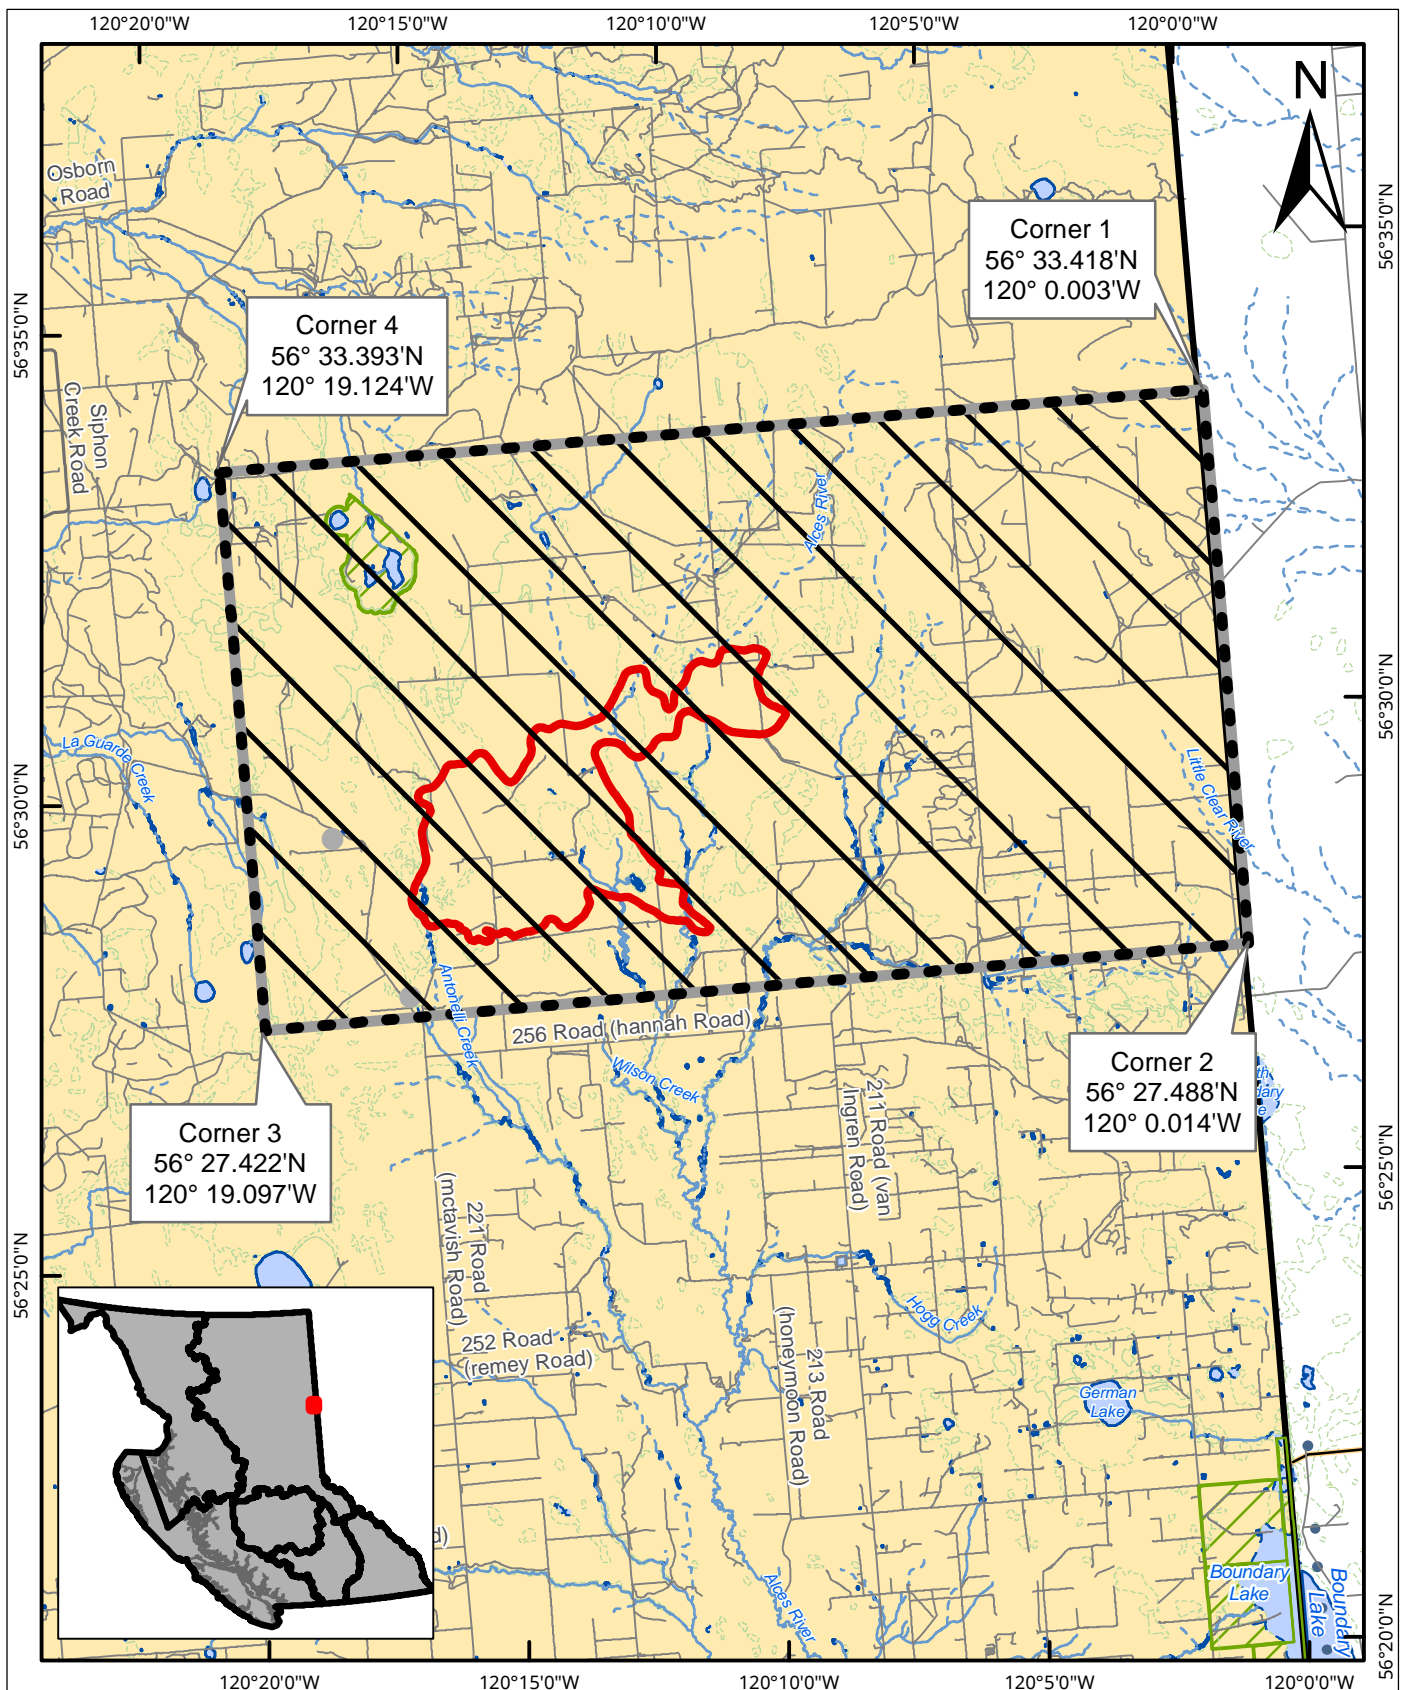 120°20'0"W
120°15'0"W
120°10'0"W
120°5'0"W
120°0'0"W
N
Osborn
Road
56°35'0"N
Corner 1
56° 33.418'N
120° 0.003'W
56°35'0"N
Corner 4
56° 33.393'N
120° 19.124'W
Siphon
Creek Road
Alces River
56°30'0"N
La Guarde Creek
Little Clear River
56°30'0"N
Antonelli Creek
256 Road (hannah Road)
Wilson Creek
Corner 2
56° 27.488'N
120° 0.014'W
211 Road (van
Ingren Road)
Corner 3
56° 27.422'N
120° 19.097'W
56°25'0"N
221 Road
(mctavish Road)
56°25'0"N
Hogg Creek
252 Road
(remey Road)
213 Road
(honeymoon Road)
German
Lake
Alces River
Boundary
Lake
Boundary
Lake
56°20'0"N
120°20'0"W
120°15'0"W
120°10'0"W
120°5'0"W
120°0'0"W